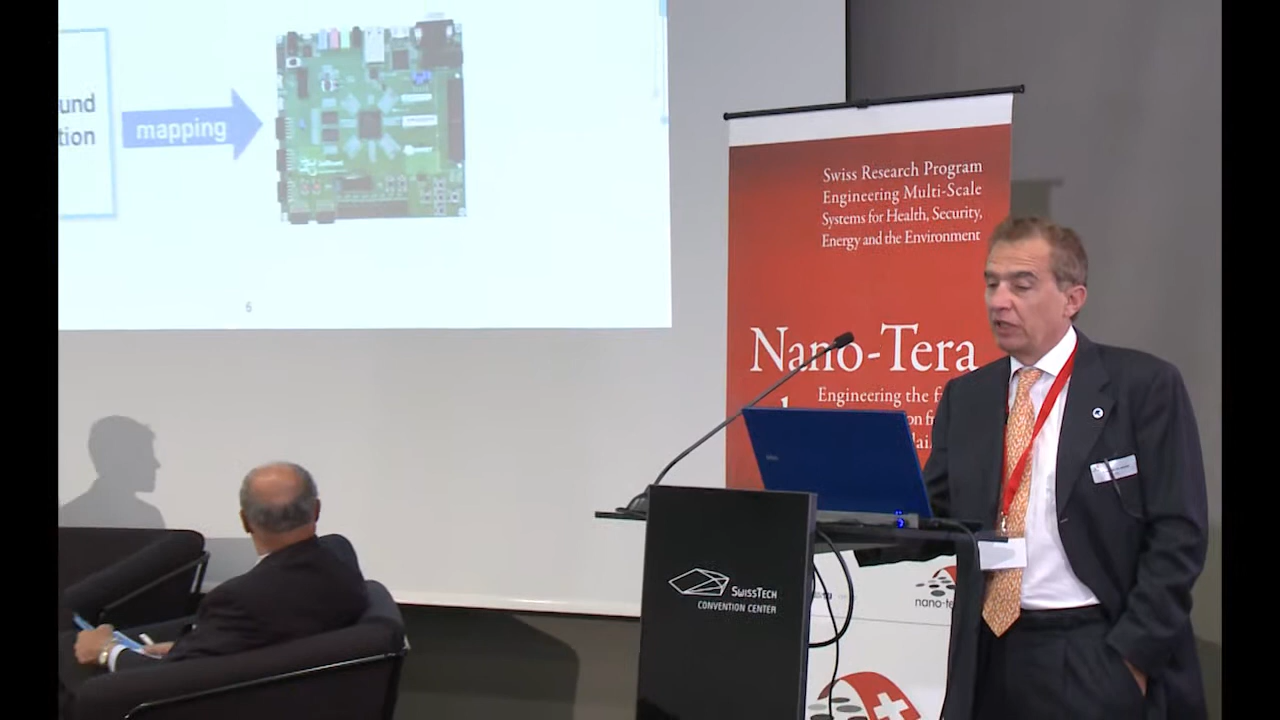 und
tion
mapping
6
Swiss Research Program
Engineering Multi-Scale
Systems for Health, Security,
Energy and the Environment
Nano-Tera
Engineering the f
SWISSTECH
CONVENTION CENTER
nano-te